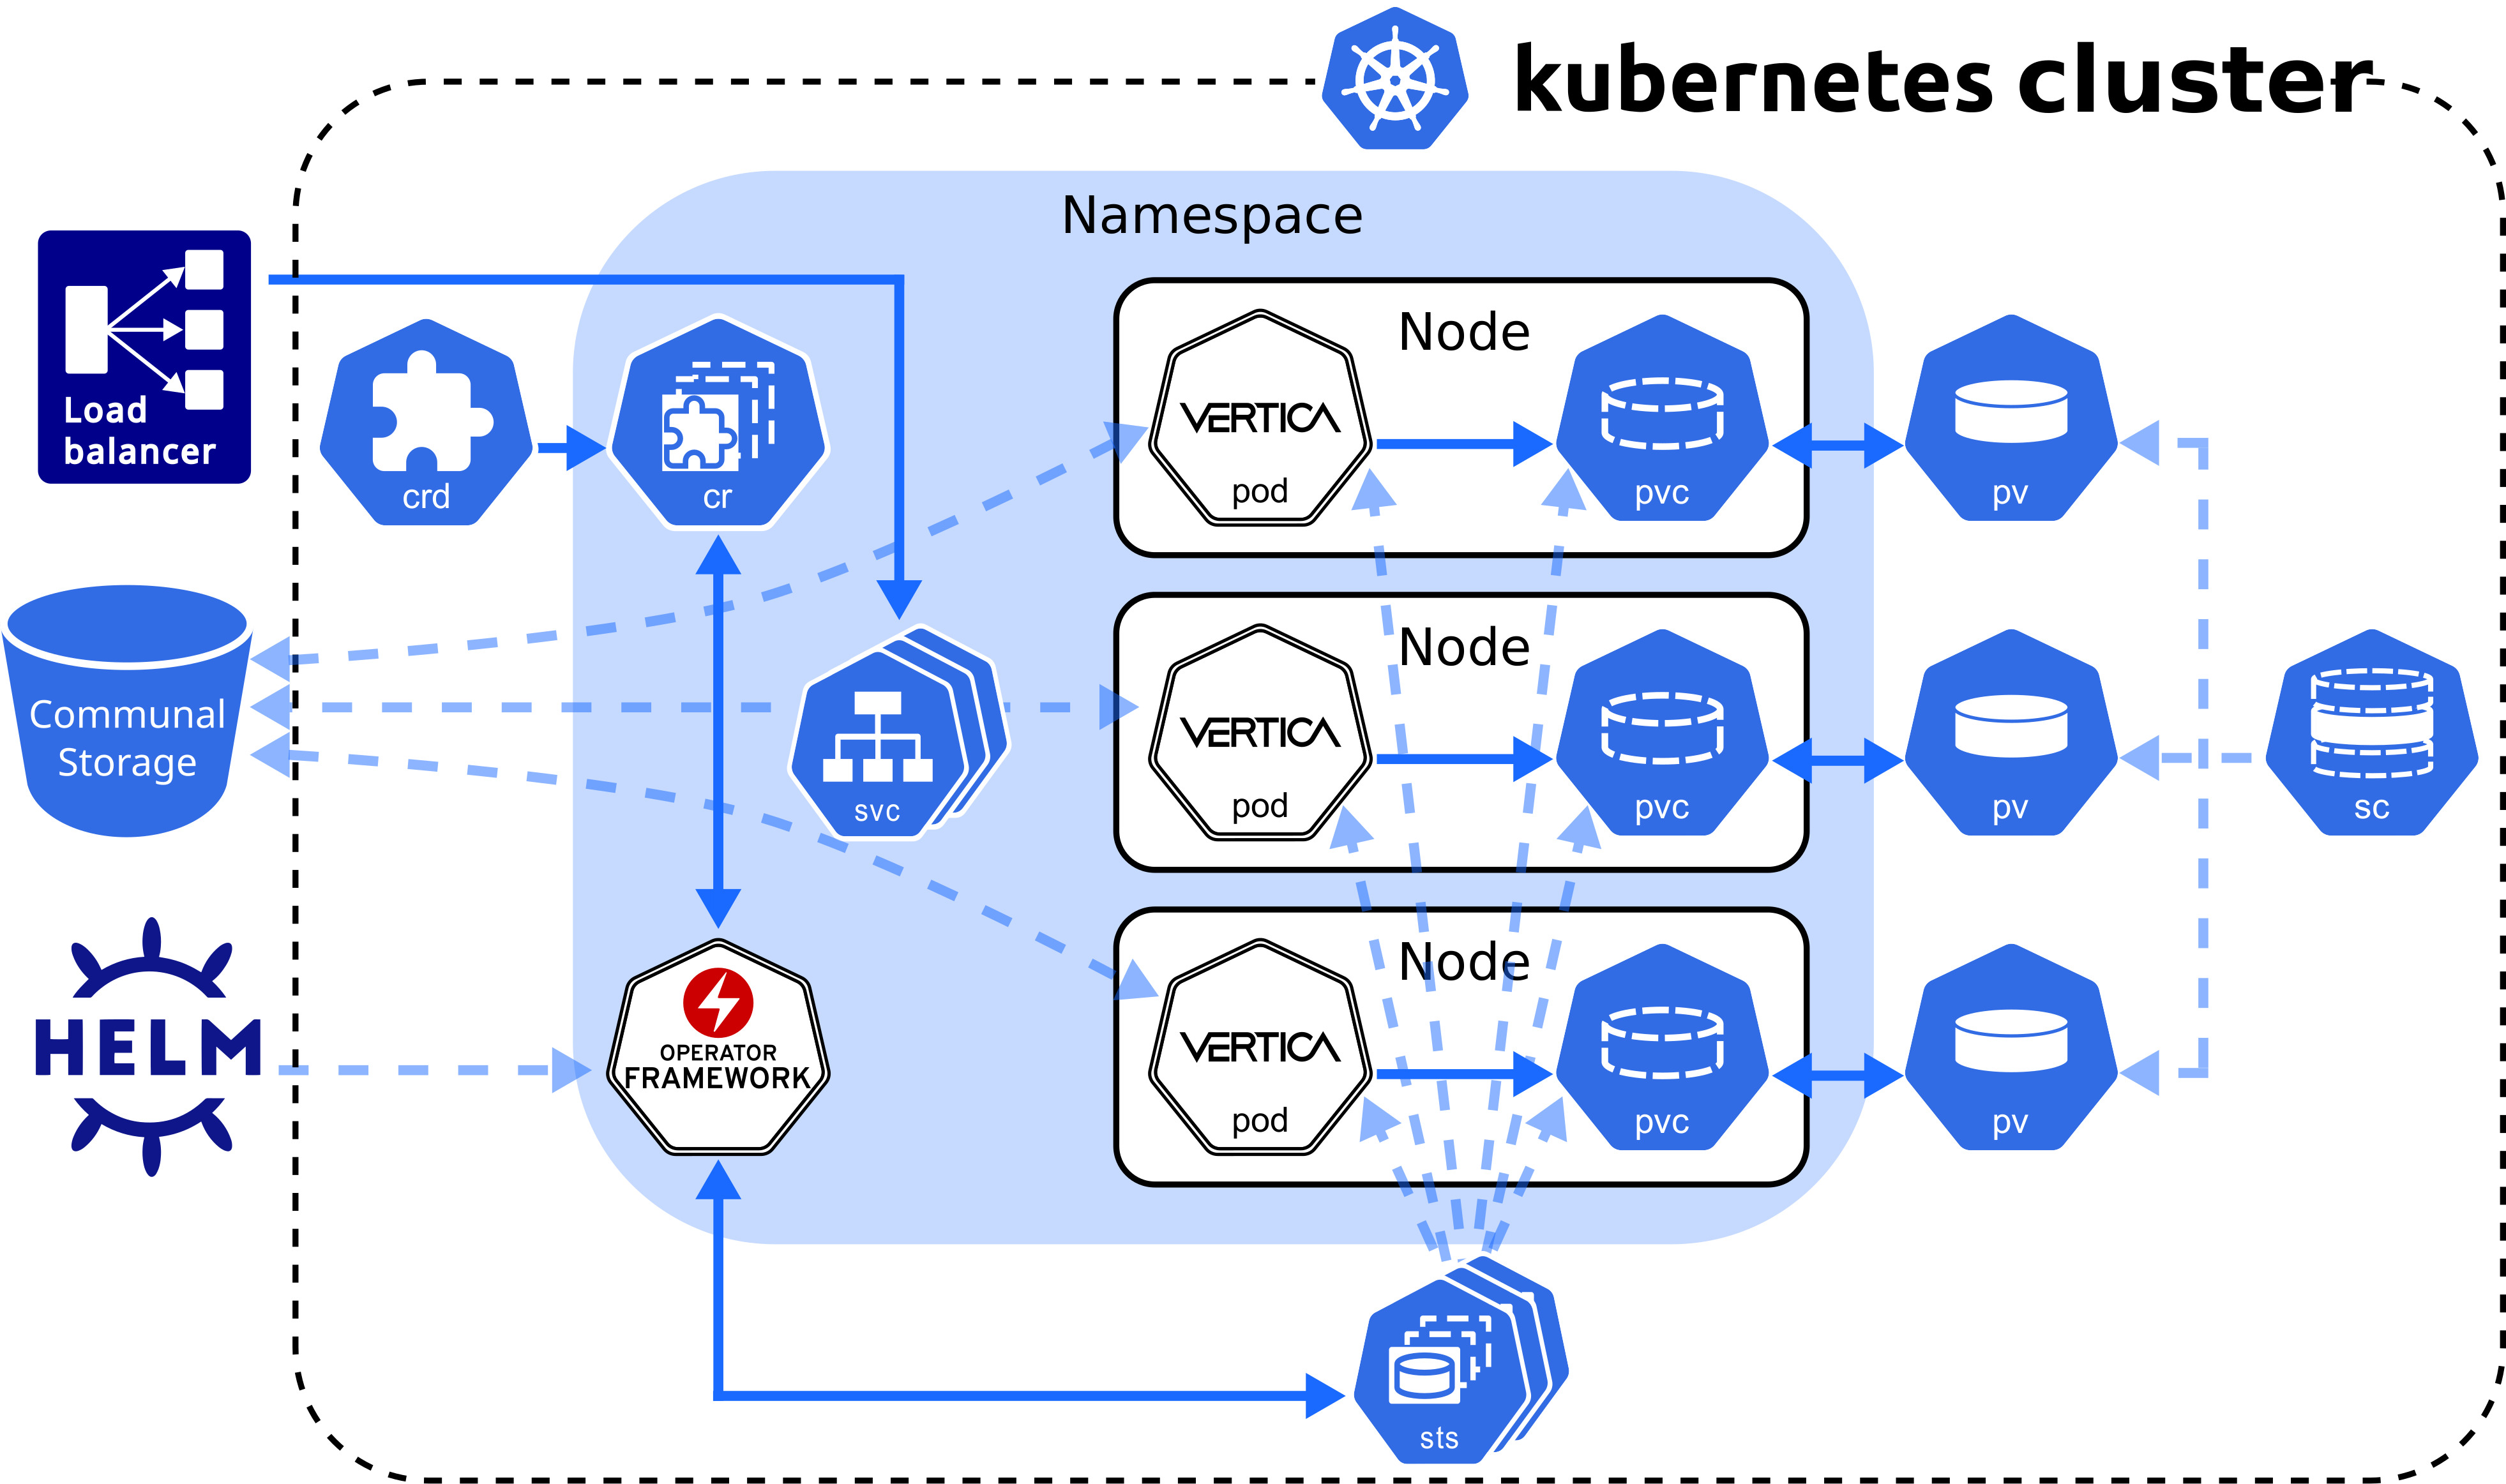 kubernetes cluster
Namespace
Load
balancer
crd
cr
Node
VERTICA
pod
pvc
pv
Communal
Storage
svc
Node
VERTICA
pod
pvc
pv
sc
HELM
OPERATOR
FRAMEWORK
Node
VERTICA
pod
pvc
pv
sts